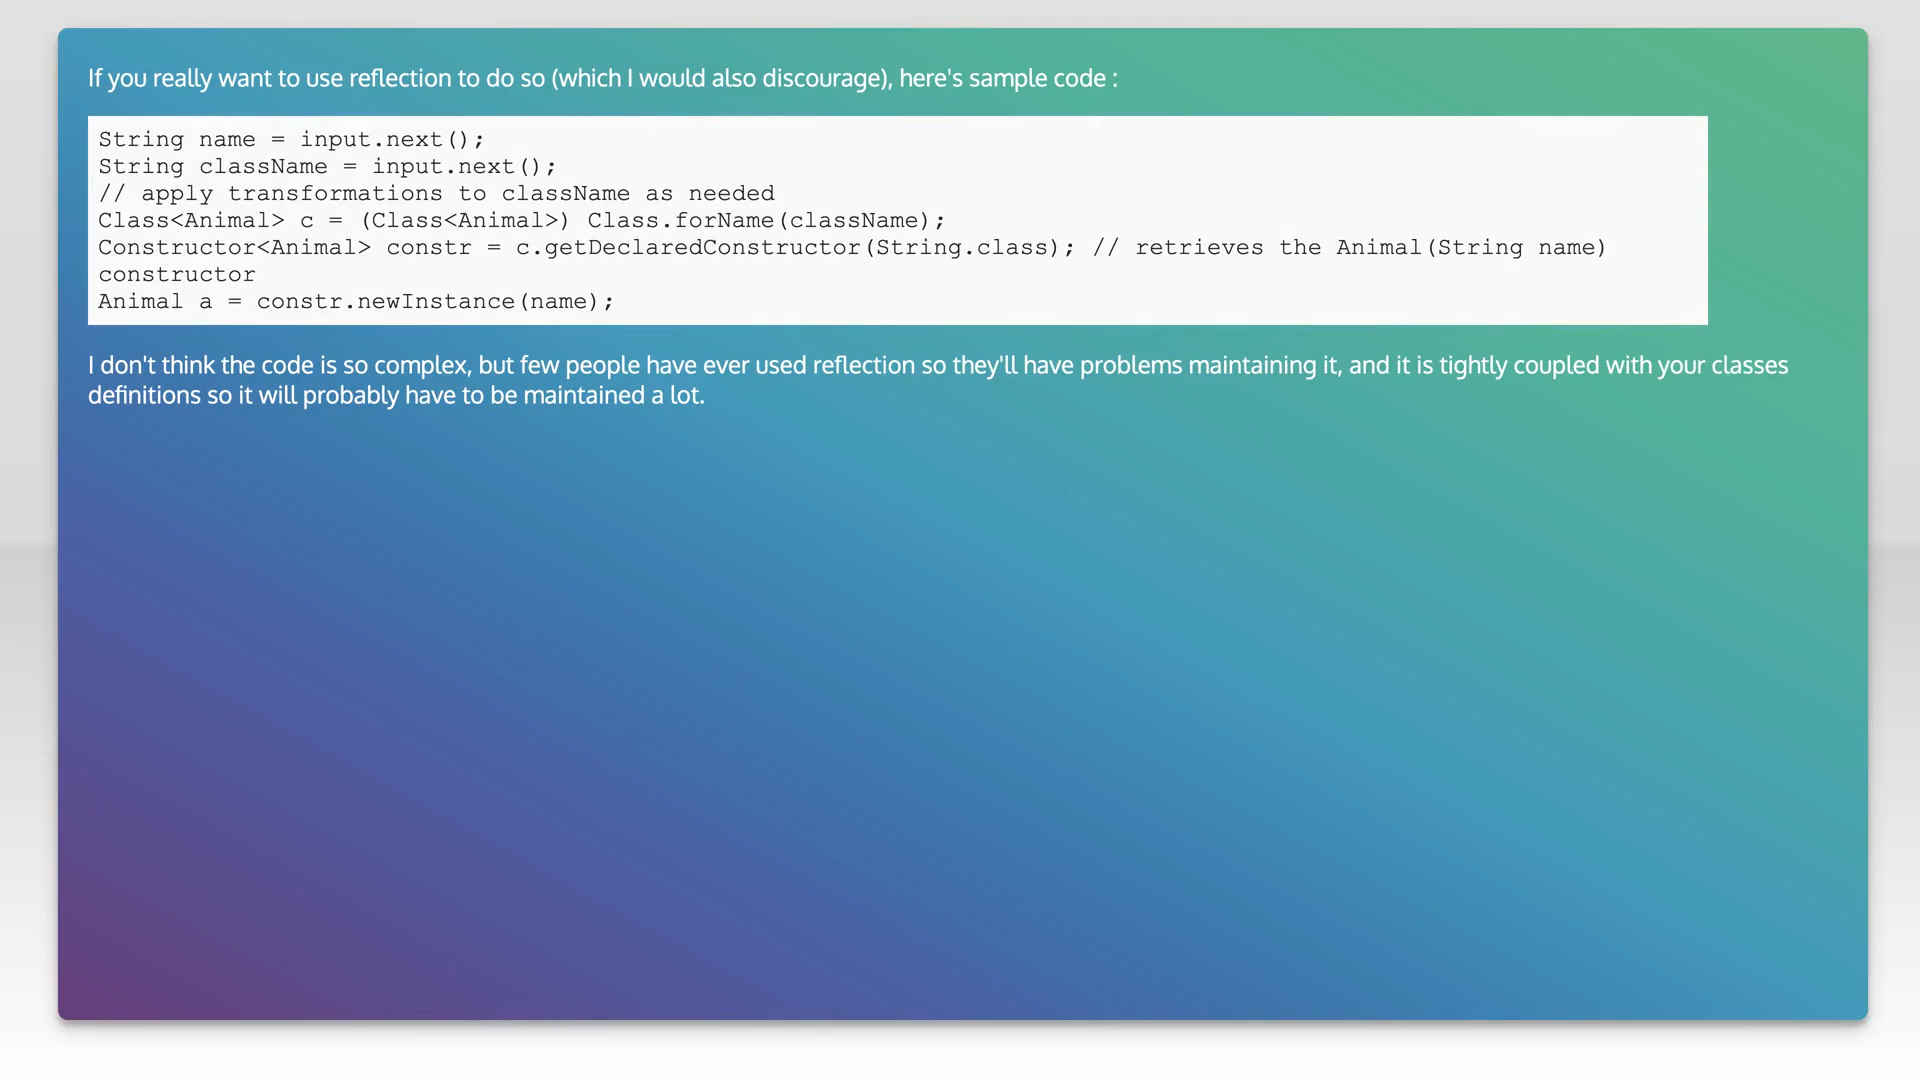 If you really want to use reflection to do so (which I would also discourage), here's sample code :
String name = input.next();
String className = input.next();
// apply transformations to className as needed
Class<Animal> c = (Class<Animal>) Class.forName(className);
Constructor<Animal> constr = c.getDeclaredConstructor(String.class); // retrieves the Animal(String name)
constructor
Animal a = constr.newInstance(name);
I don't think the code is so complex, but few people have ever used reflection so they'll have problems maintaining it, and it is tightly coupled with your classes
definitions so it will probably have to be maintained a lot.